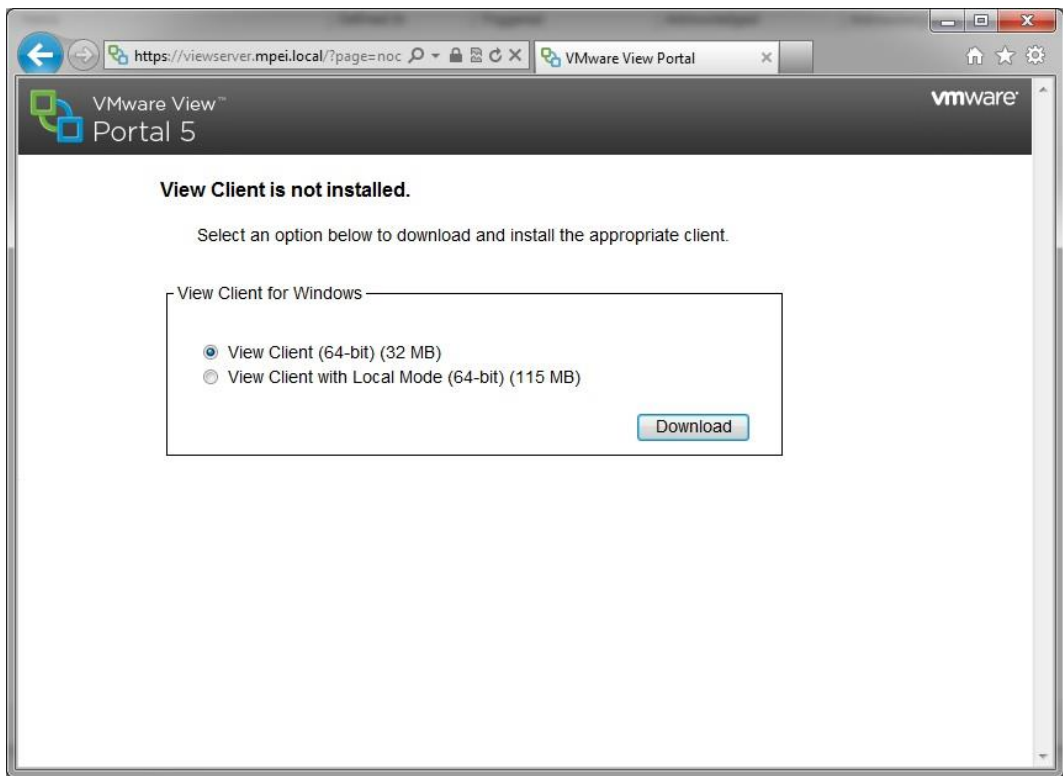 https://viewserver.mpei.local/?page=noc
VMware View Portal
VMware View™
Portal 5
vmware
View Client is not installed.
Select an option below to download and install the appropriate client.
View Client for Windows
View Client (64-bit) (32 MB)
View Client with Local Mode (64-bit) (115 MB)
Download